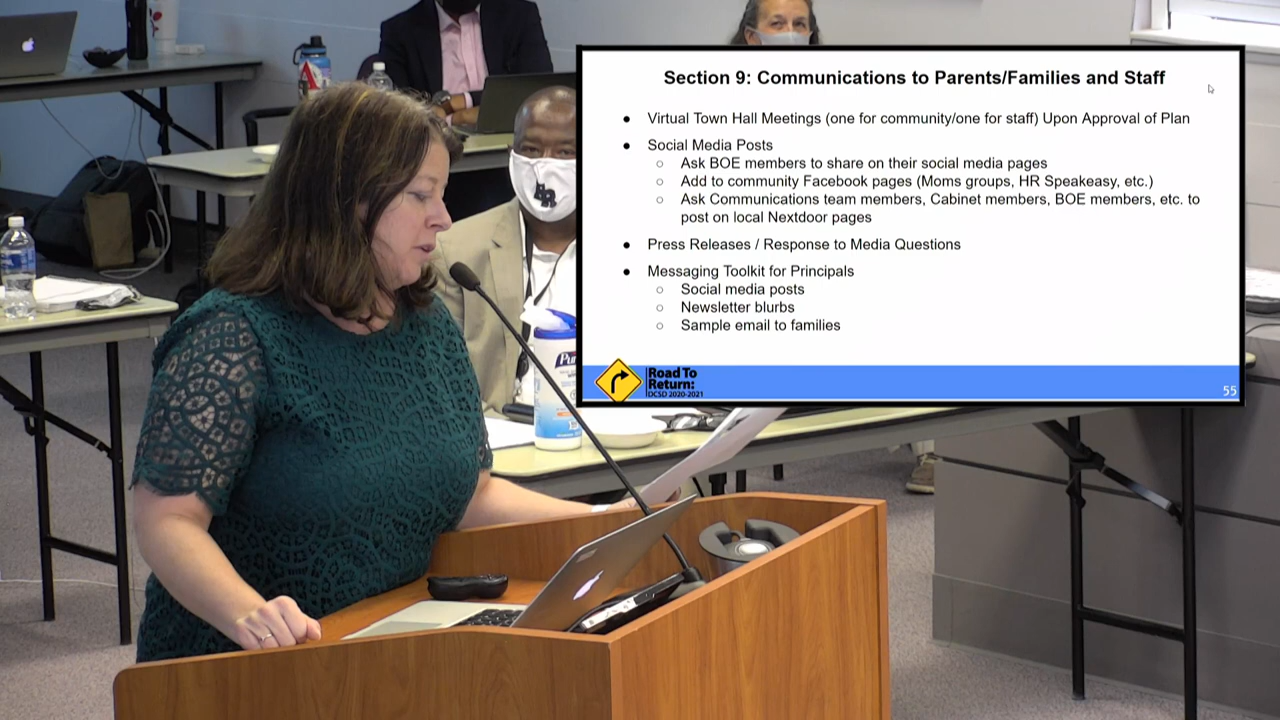 Section 9: Communications to Parents/Families and Staff
● Virtual Town Hall Meetings (one for community/one for staff) Upon Approval of Plan
● Social Media Posts
○ Ask BOE members to share on their social media pages
○ Add to community Facebook pages (Moms groups, HR Speakeasy, etc.)
○ Ask Communications team members, Cabinet members, BOE members, etc. to
post on local Nextdoor pages
● Press Releases / Response to Media Questions
● Messaging Toolkit for Principals
○ Social media posts
○ Newsletter blurbs
○ Sample email to families
Road To
Return:
DCSD 2020-2021
55